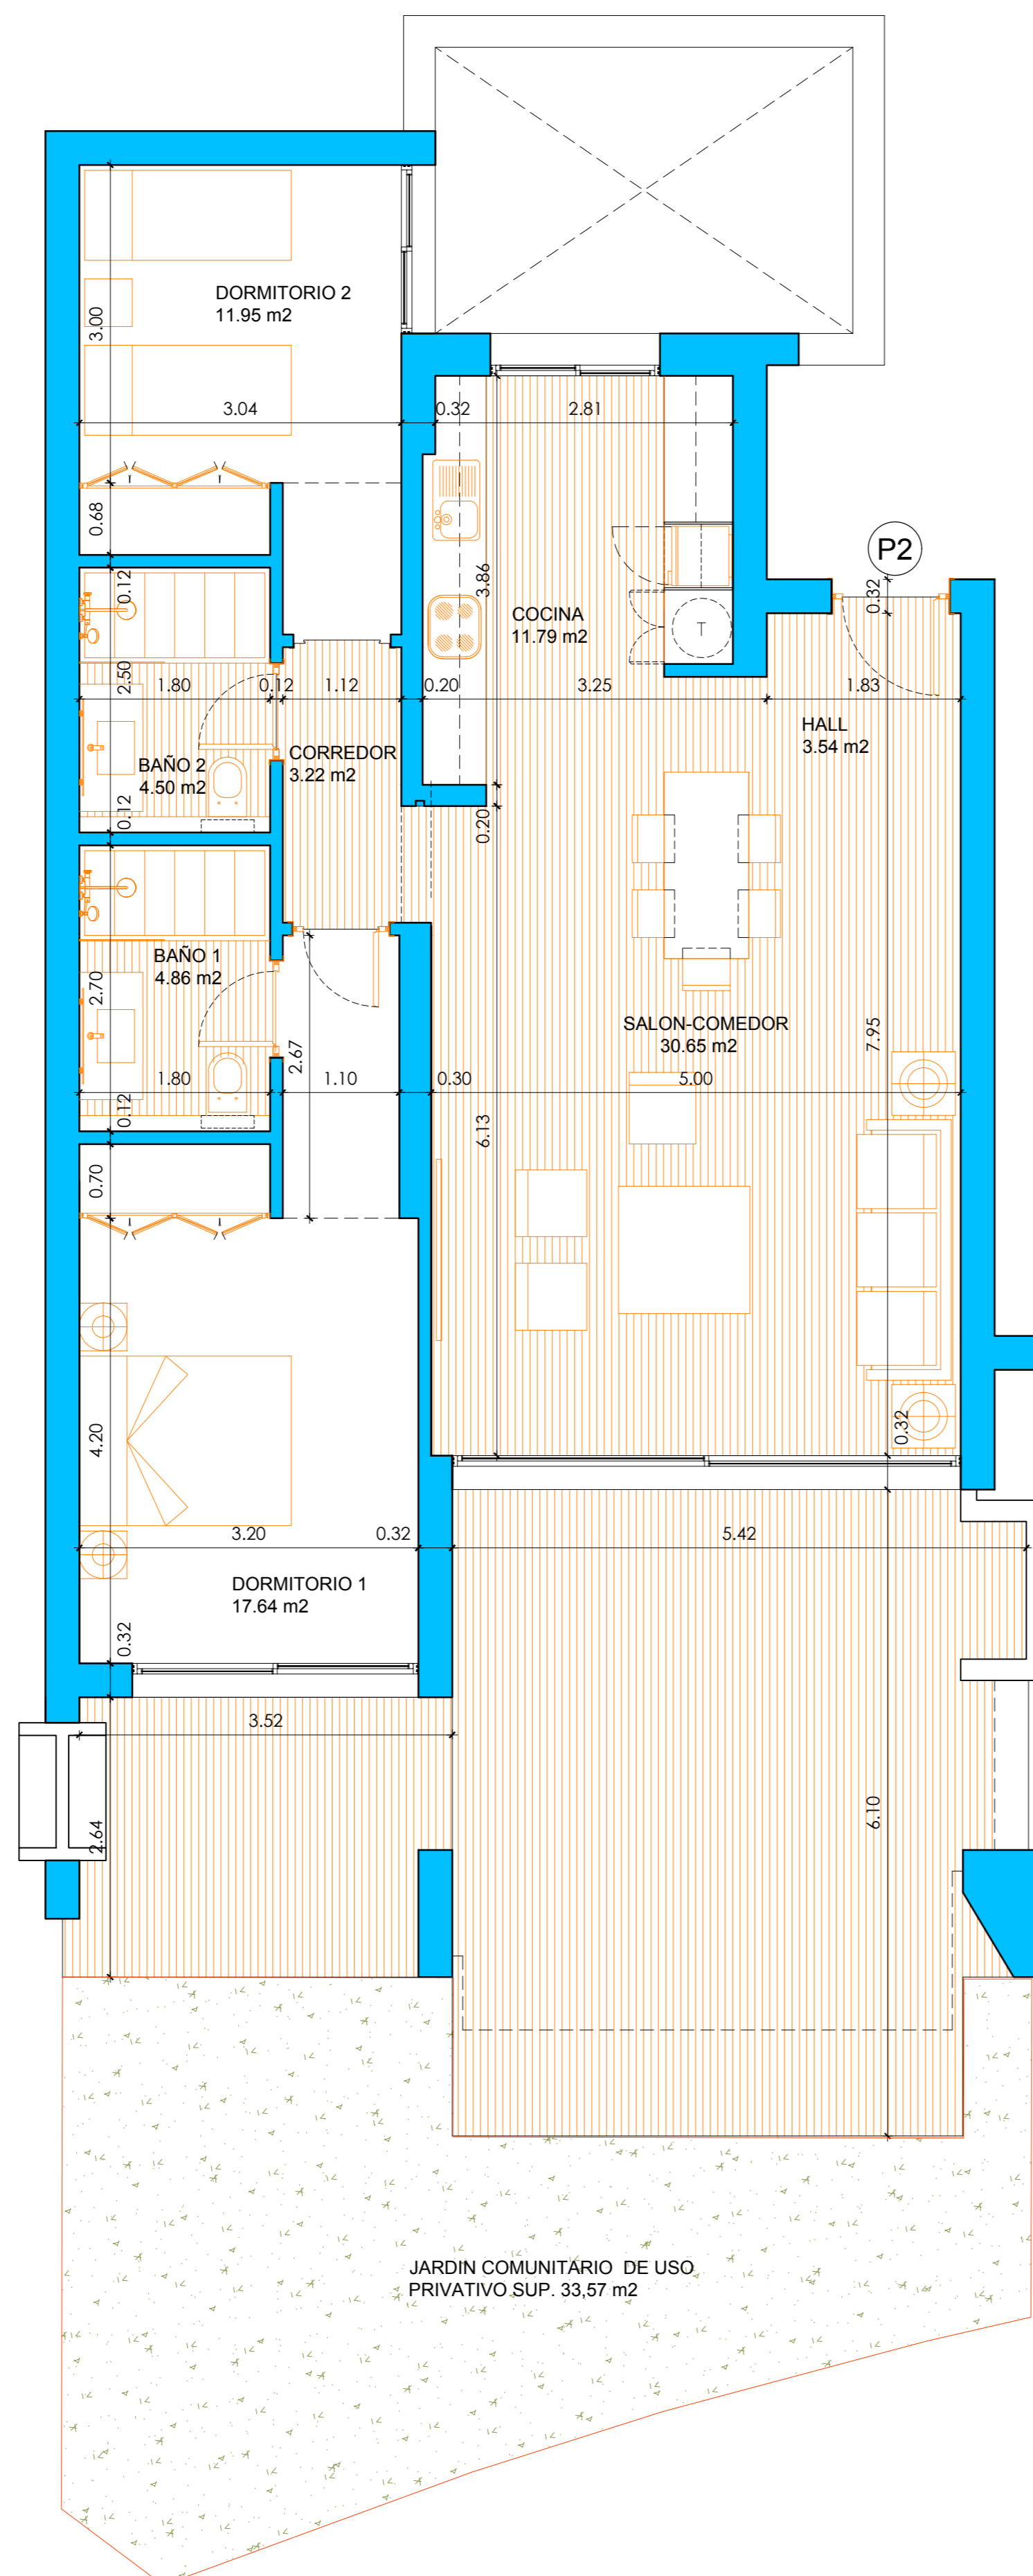 DORMITORIO 2
11.95 m2
3.00
3.04
0.32
2.81
0.68
P2
0.12
3.86
0.32
COCINA
11.79 m2
T
2.50
1.80
0.12
1.12
0.20
3.25
1.83
HALL
3.54 m2
CORREDOR
3.22 m2
BAÑO 2
4.50 m2
0.12
0.20
BAÑO 1
4.86 m2
2.70
SALON-COMEDOR
30.65 m2
7.95
2.67
1.80
1.10
0.30
5.00
0.12
6.13
0.70
4.20
0.32
3.20
0.32
5.42
DORMITORIO 1
17.64 m2
0.32
3.52
2.64
6.10
JARDIN COMUNITARIO DE USO
PRIVATIVO SUP. 33,57 m2